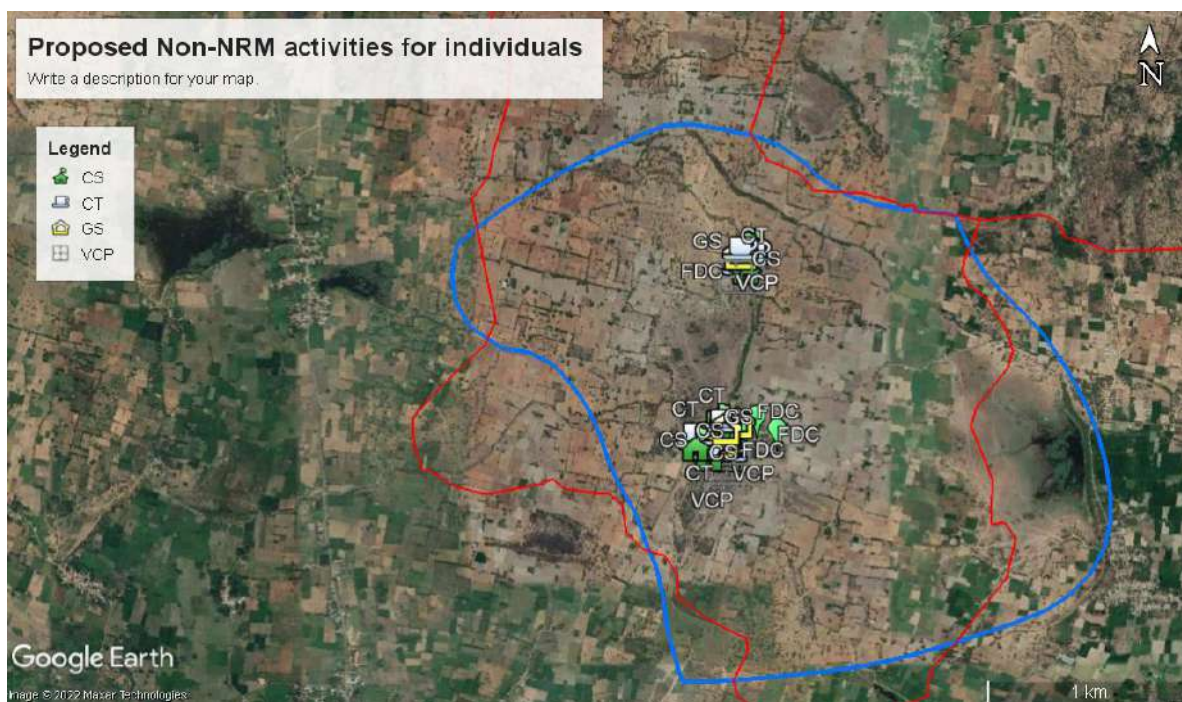 Proposed Non-NRM activities for individuals
Write a description for your map.
N
Legend
CS
CT
GS
VCP
CT
GS
CS
FDC
VCP
CT
CT
GS
FDC
CS
CS
FDC
CS
FDC
CT
VCP
VCP
Google Earth
Image © 2022 Maxar Technologies
1 km